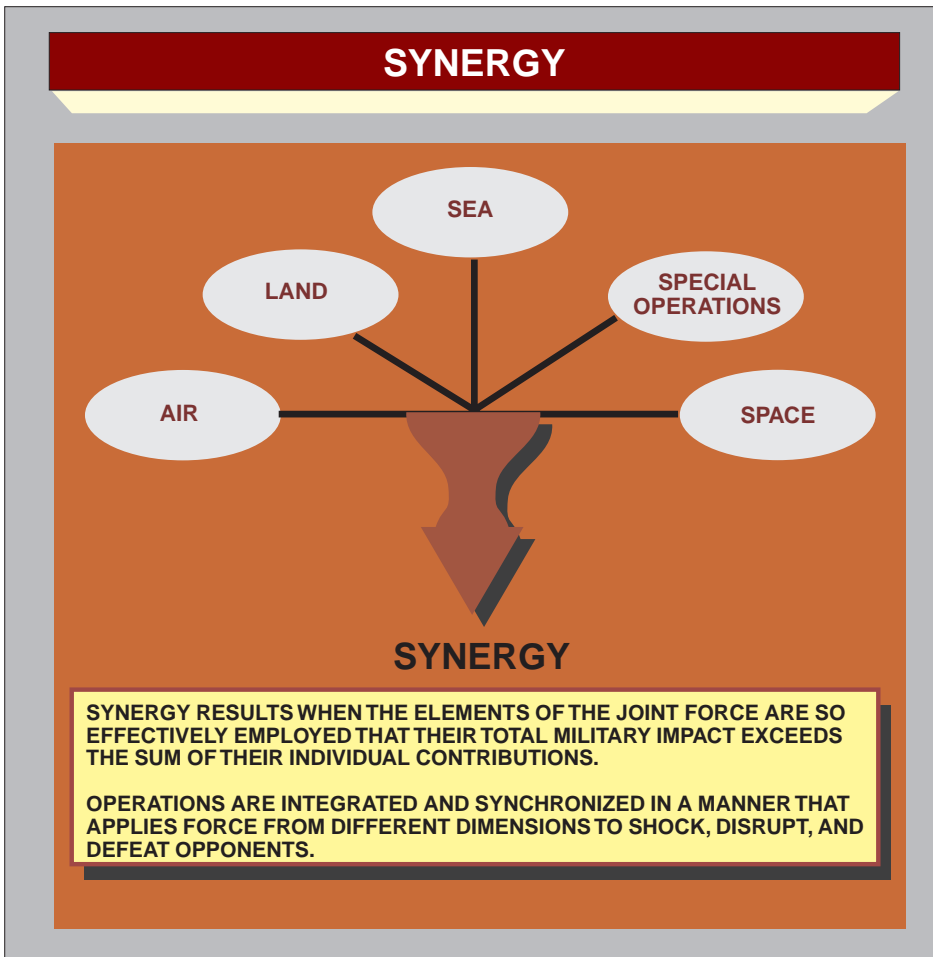 SYNERGY
SEA
LAND
SPECIAL
OPERATIONS
AIR
SPACE
SYNERGY
SYNERGY RESULTS WHEN THE ELEMENTS OF THE JOINT FORCE ARE SO
EFFECTIVELY EMPLOYED THAT THEIR TOTAL MILITARY IMPACT EXCEEDS
THE SUM OF THEIR INDIVIDUAL CONTRIBUTIONS.
OPERATIONS ARE INTEGRATED AND SYNCHRONIZED IN A MANNER THAT
APPLIES FORCE FROM DIFFERENT DIMENSIONS TO SHOCK, DISRUPT, AND
DEFEAT OPPONENTS.